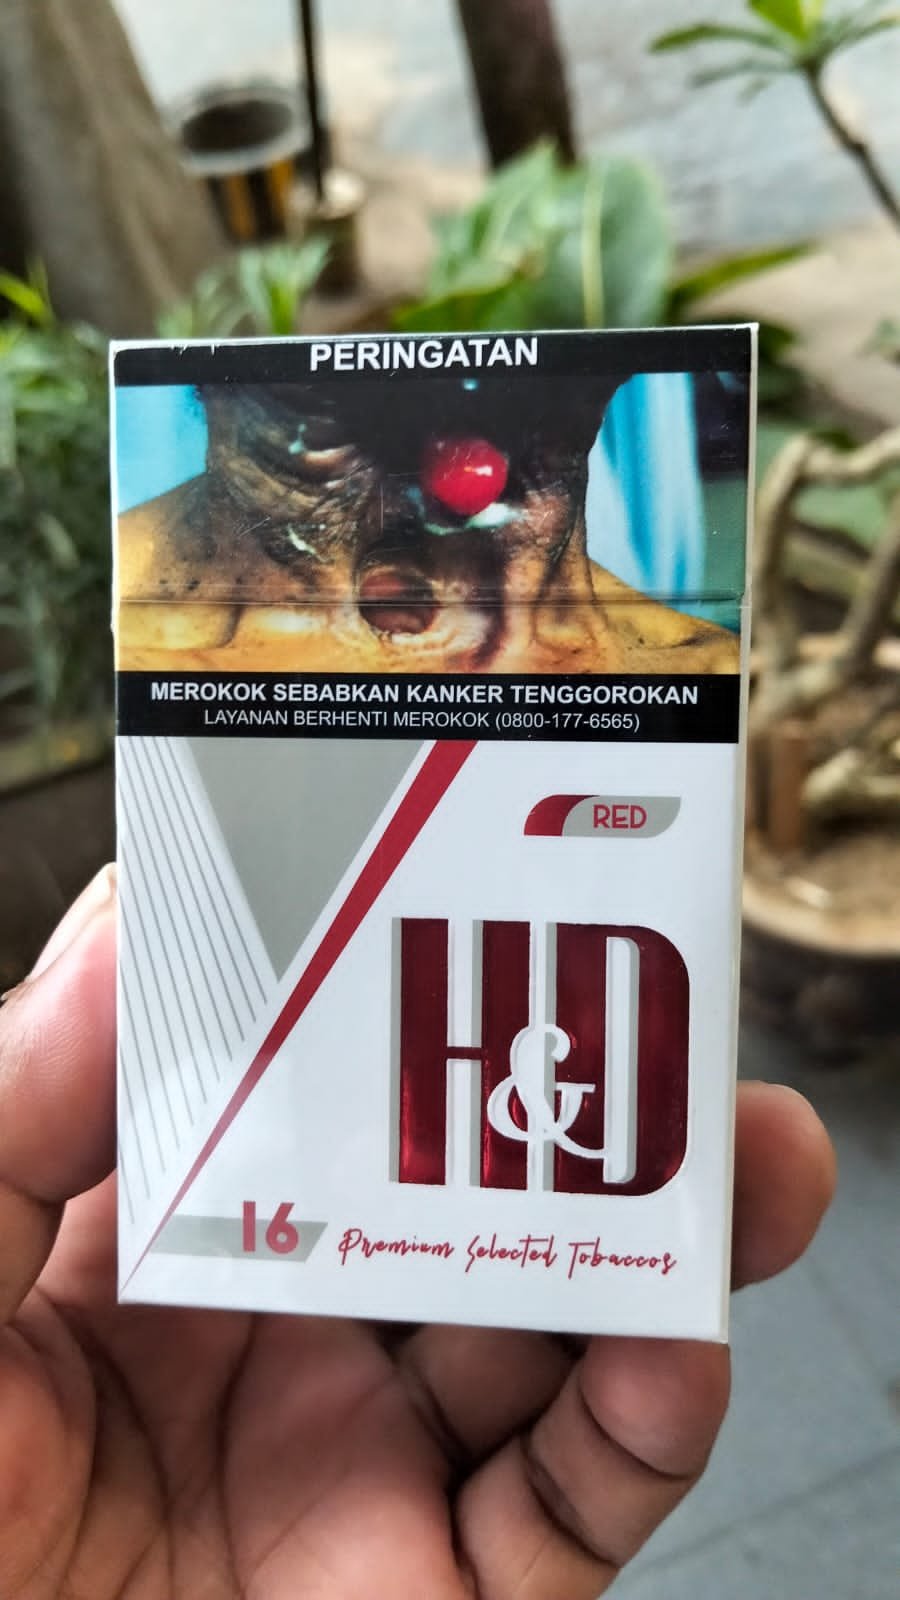 PERINGATAN
MEROKOK SEBABKAN KANKER TENGGOROKAN
LAYANAN BERHENTI MEROKOK (0800-177-6565)
RED
H&D
16
Premium Selected Tobaccos